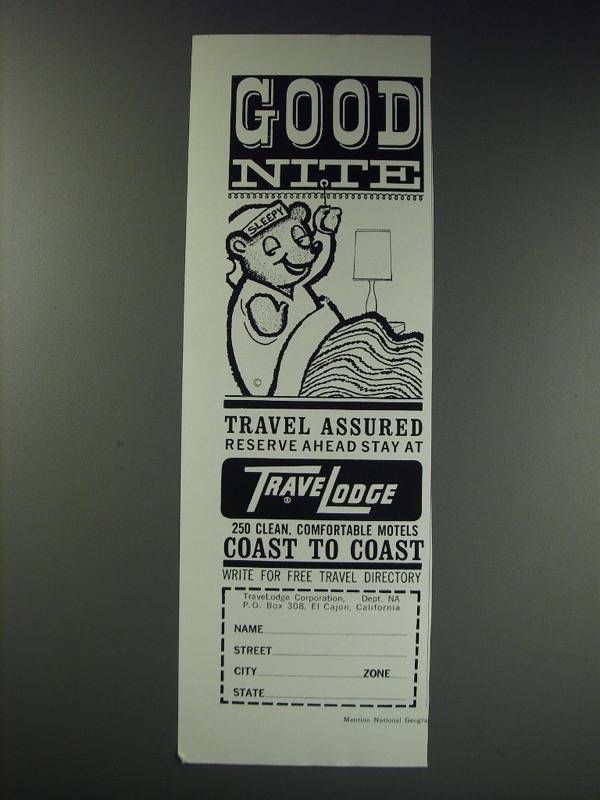 GOOD
NITE
SLEEPY
©
TRAVEL ASSURED
RESERVE AHEAD STAY AT
TRAVELODGE
250 CLEAN, COMFORTABLE MOTELS
COAST TO COAST
WRITE FOR FREE TRAVEL DIRECTORY
TraveLodge Corporation, Dept. NA
P.O. Box 308, El Cajon, California
NAME
STREET
CITY ZONE
STATE
Mention National Geogra